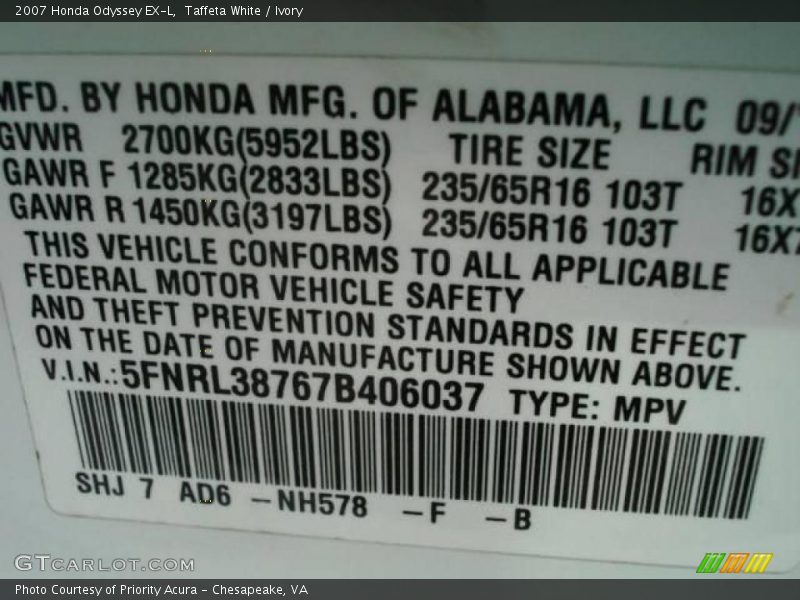 2007 Honda Odyssey EX-L, Taffeta White / Ivory
MFD. BY HONDA MFG. OF ALABAMA, LLC 09/
GVWR 2700KG(5952LBS) TIRE SIZE RIM
GAWR F 1285KG(2833LBS) 235/65R16 103T 16X
GAWR R 1450KG(3197LBS) 235/65R16 103T 16X
THIS VEHICLE CONFORMS TO ALL APPLICABLE
FEDERAL MOTOR VEHICLE SAFETY
AND THEFT PREVENTION STANDARDS IN EFFECT
ON THE DATE OF MANUFACTURE SHOWN ABOVE.
V.I.N.:5FNRL38767B406037 TYPE: MPV
SHJ 7 AD6 -NH578 -F -B
GTCARLOT.COM
Photo Courtesy of Priority Acura - Chesapeake, VA